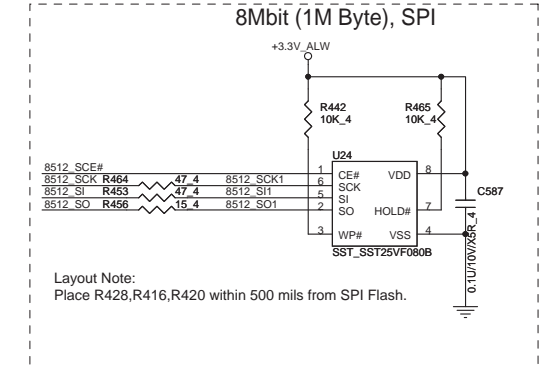 8Mbit (1M Byte), SPI
+3.3V_ALW
R442
10K_4
R465
10K_4
U24
8512_SCE# 1 CE# VDD 8
8512_SCK R464 47_4 8512_SCK1 6 SCK
8512_SI R453 47_4 8512_SI1 5 SI
8512_SO R456 15_4 8512_SO1 2 SO HOLD# 7
3 WP# VSS 4
SST_SST25VF080B
C587
0.1U/10V/X5R_4
Layout Note:
Place R428,R416,R420 within 500 mils from SPI Flash.